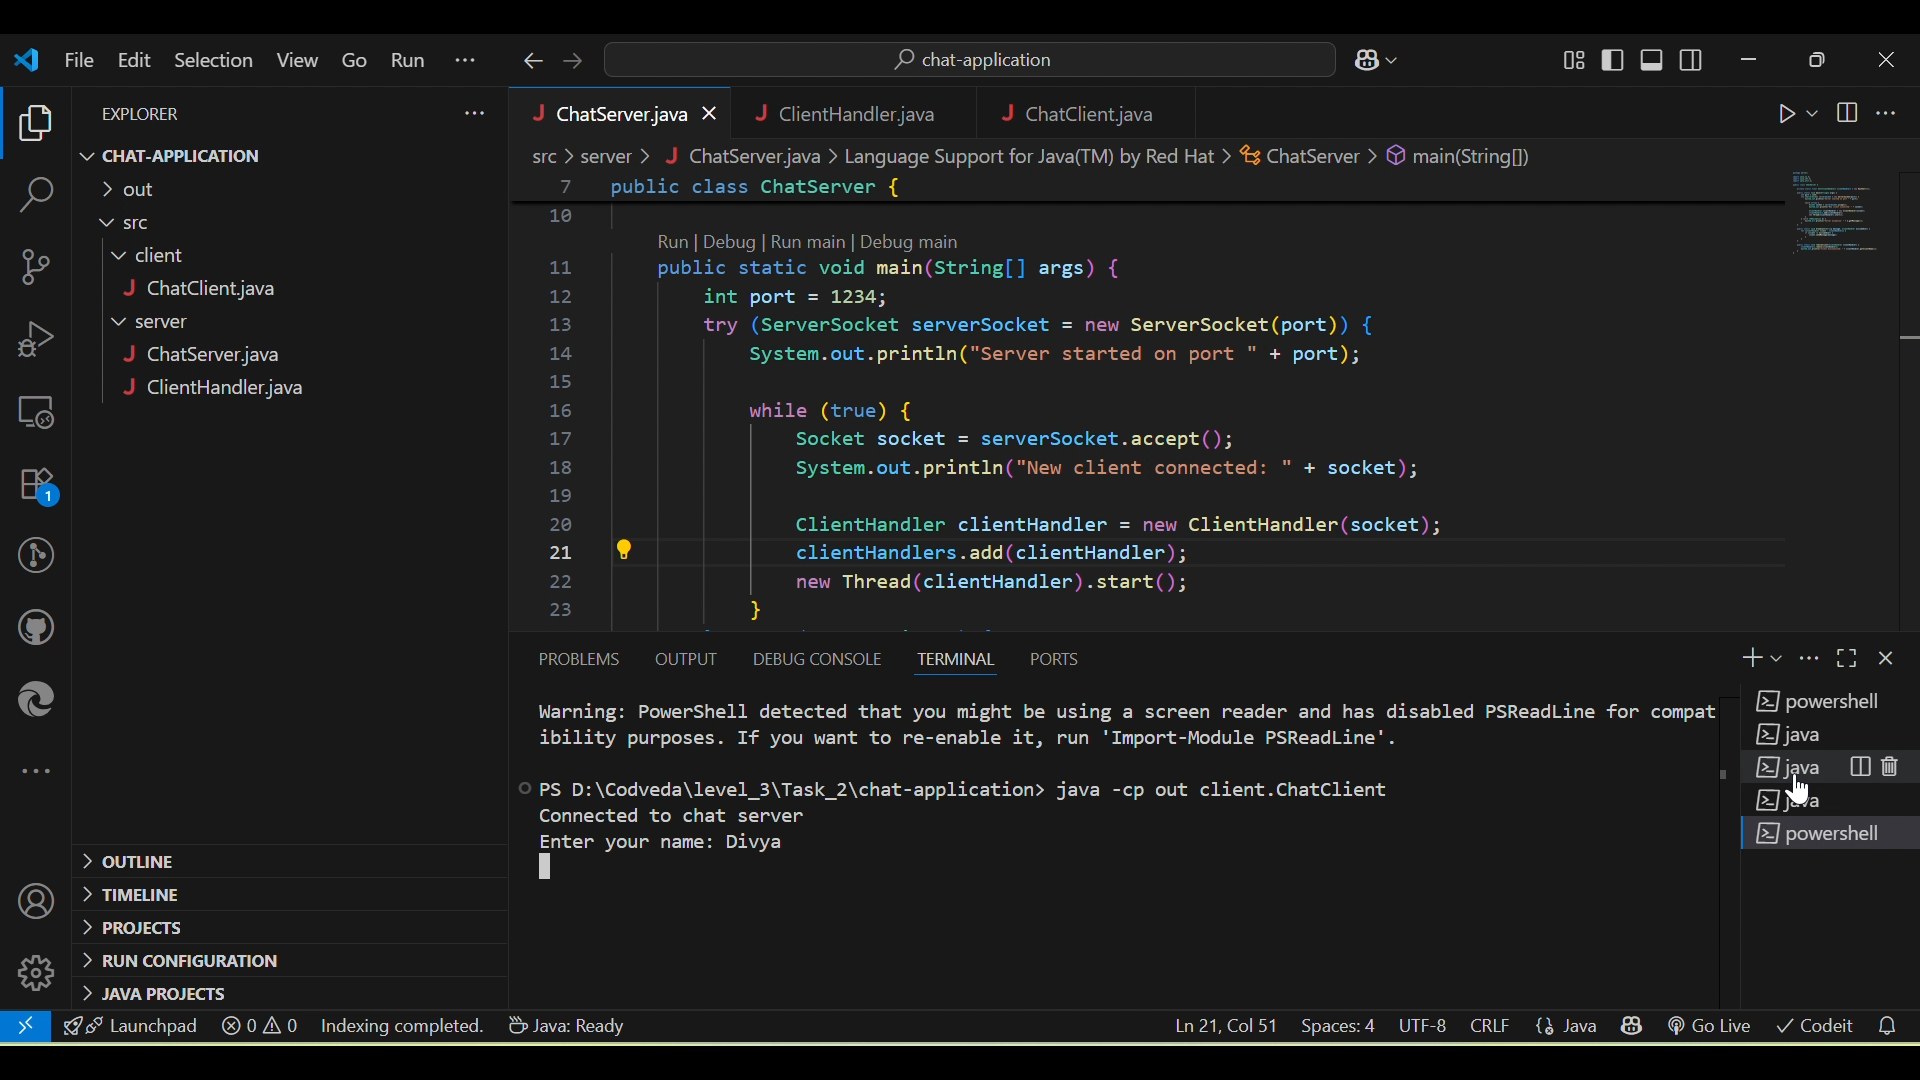 File Edit Selection View Go Run ...
chat-application
EXPLORER
CHAT-APPLICATION
out
src
client
ChatClient.java
server
ChatServer.java
ClientHandler.java
OUTLINE
TIMELINE
PROJECTS
RUN CONFIGURATION
JAVA PROJECTS
1
ChatServer.java ClientHandler.java ChatClient.java
src > server > ChatServer.java > Language Support for Java(TM) by Red Hat > ChatServer > main(String[])
7 public class ChatServer {
10
Run | Debug | Run main | Debug main
11 public static void main(String[] args) {
12 int port = 1234;
13 try (ServerSocket serverSocket = new ServerSocket(port)) {
14 System.out.println("Server started on port " + port);
15
16 while (true) {
17 Socket socket = serverSocket.accept();
18 System.out.println("New client connected: " + socket);
19
20 ClientHandler clientHandler = new ClientHandler(socket);
21 clientHandlers.add(clientHandler);
22 new Thread(clientHandler).start();
23 }
PROBLEMS OUTPUT DEBUG CONSOLE TERMINAL PORTS
Warning: PowerShell detected that you might be using a screen reader and has disabled PSReadLine for compat
ibility purposes. If you want to re-enable it, run 'Import-Module PSReadLine'.
PS D:\Codveda\level_3\Task_2\chat-application> java -cp out client.ChatClient
Connected to chat server
Enter your name: Divya
powershell
java
java
java
powershell
Launchpad 0 0 Indexing completed. Java: Ready Ln 21, Col 51 Spaces: 4 UTF-8 CRLF Java Go Live Codeit